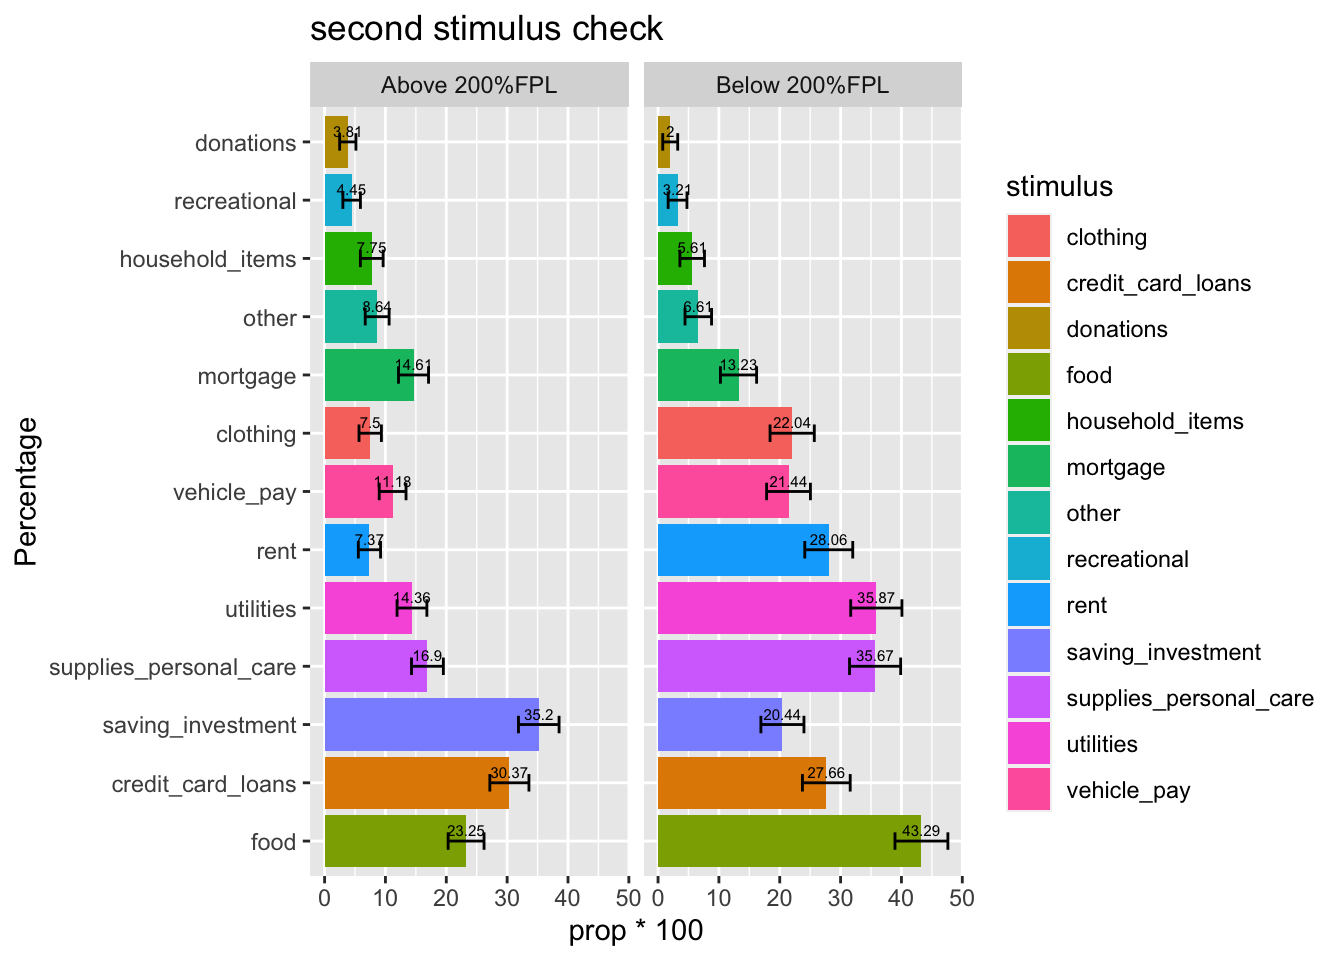 second stimulus check
Above 200%FPL
Below 200%FPL
Percentage
donations
3.81
2
recreational
4.45
3.21
household_items
7.75
5.61
other
8.64
6.61
mortgage
14.61
13.23
clothing
7.5
22.04
vehicle_pay
11.18
21.44
rent
7.37
28.06
utilities
14.36
35.87
supplies_personal_care
16.9
35.67
saving_investment
35.2
20.44
credit_card_loans
30.37
27.66
food
23.25
43.29
0 10 20 30 40 50
0 10 20 30 40 50
prop * 100
stimulus
clothing
credit_card_loans
donations
food
household_items
mortgage
other
recreational
rent
saving_investment
supplies_personal_care
utilities
vehicle_pay